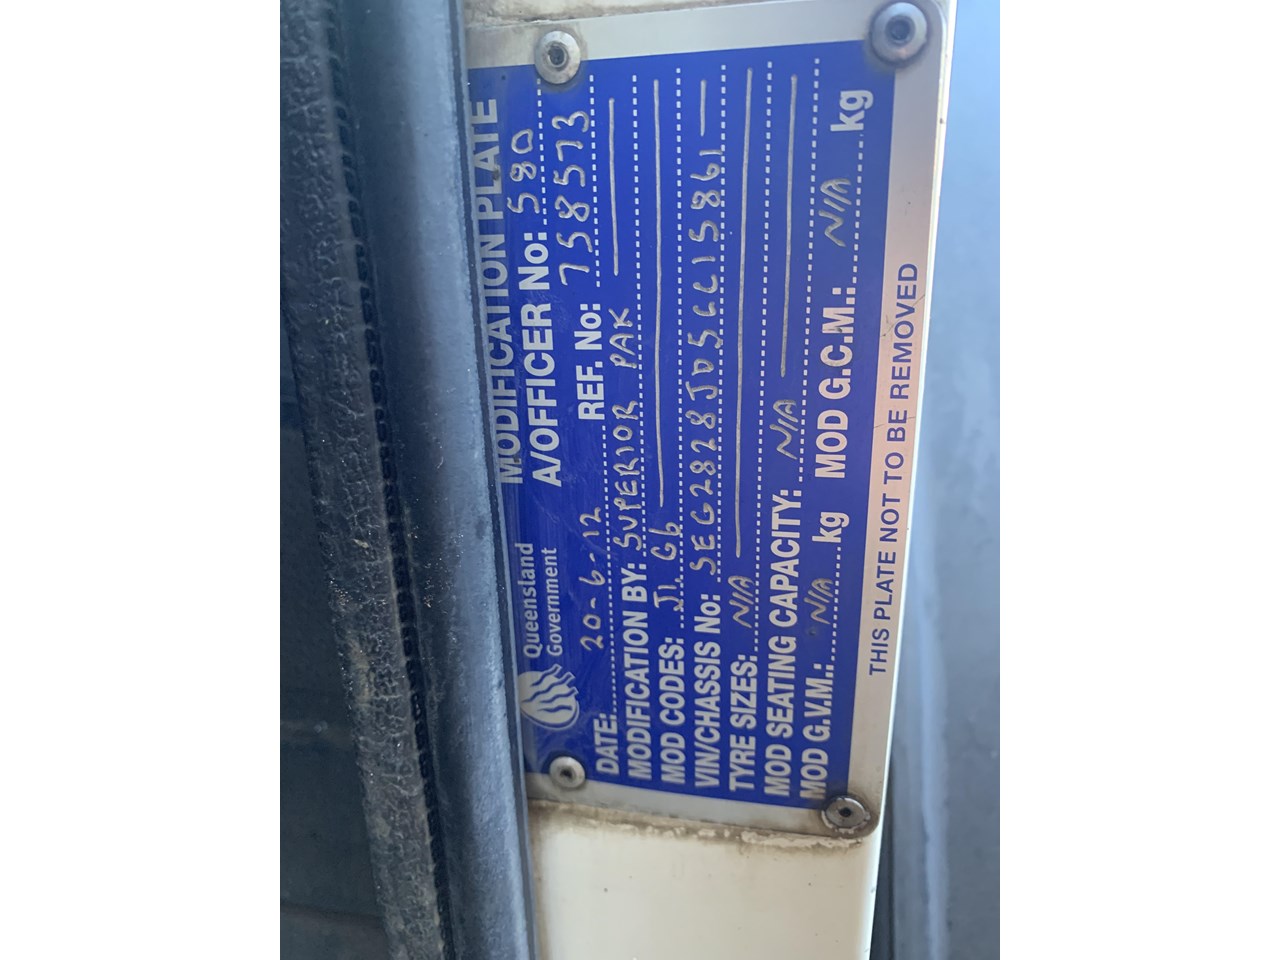 Queensland
Government
MODIFICATION PLATE
A/OFFICER No: 580
DATE: 20-6-12 REF. No: 758573
MODIFICATION BY: SUPERIOR PAK
MOD CODES: J1. G6
VIN/CHASSIS No: SEG2828JD5CC15861
TYRE SIZES: N/A
MOD SEATING CAPACITY: N/A
MOD G.V.M.: N/A kg MOD G.C.M.: N/A kg
THIS PLATE NOT TO BE REMOVED